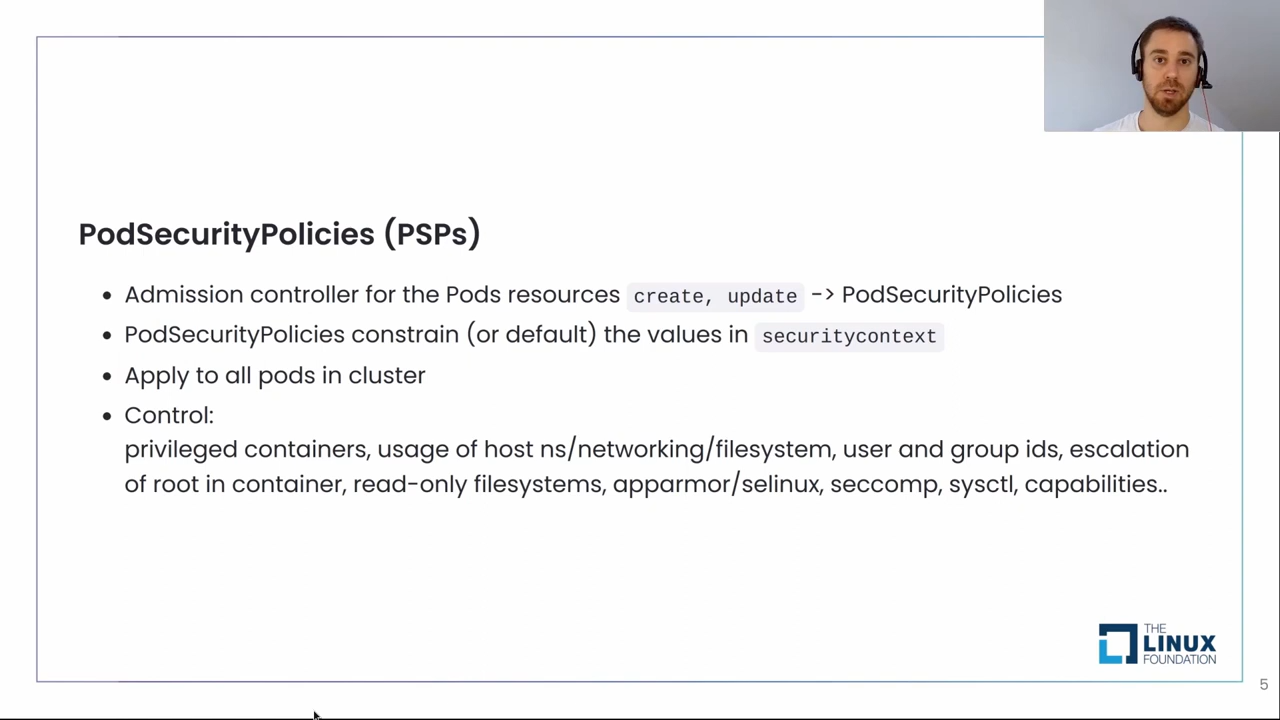 PodSecurityPolicies (PSPs)
• Admission controller for the Pods resources create, update -> PodSecurityPolicies
• PodSecurityPolicies constrain (or default) the values in securitycontext
• Apply to all pods in cluster
• Control:
privileged containers, usage of host ns/networking/filesystem, user and group ids, escalation
of root in container, read-only filesystems, apparmor/selinux, seccomp, sysctl, capabilities..
THE
LINUX
FOUNDATION
5